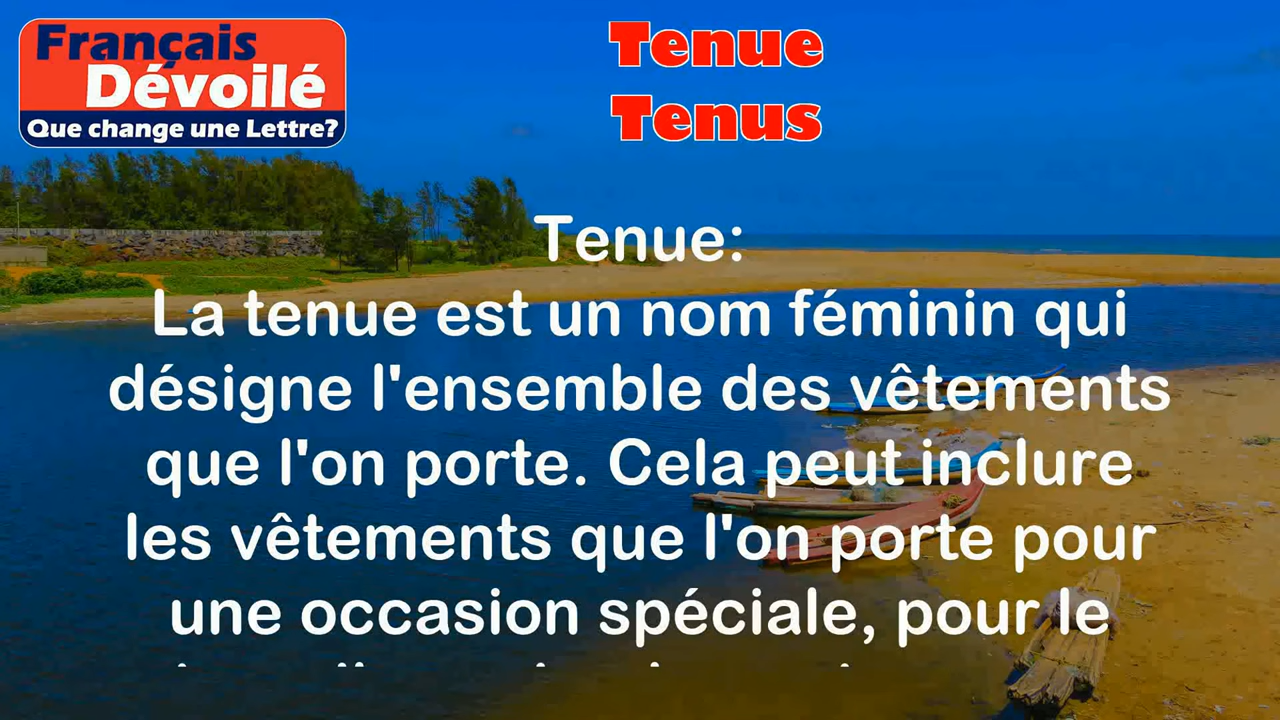 Français
Dévoilé
Que change une Lettre?
Tenue
Tenus
Tenue:
La tenue est un nom féminin qui
désigne l'ensemble des vêtements
que l'on porte. Cela peut inclure
les vêtements que l'on porte pour
une occasion spéciale, pour le